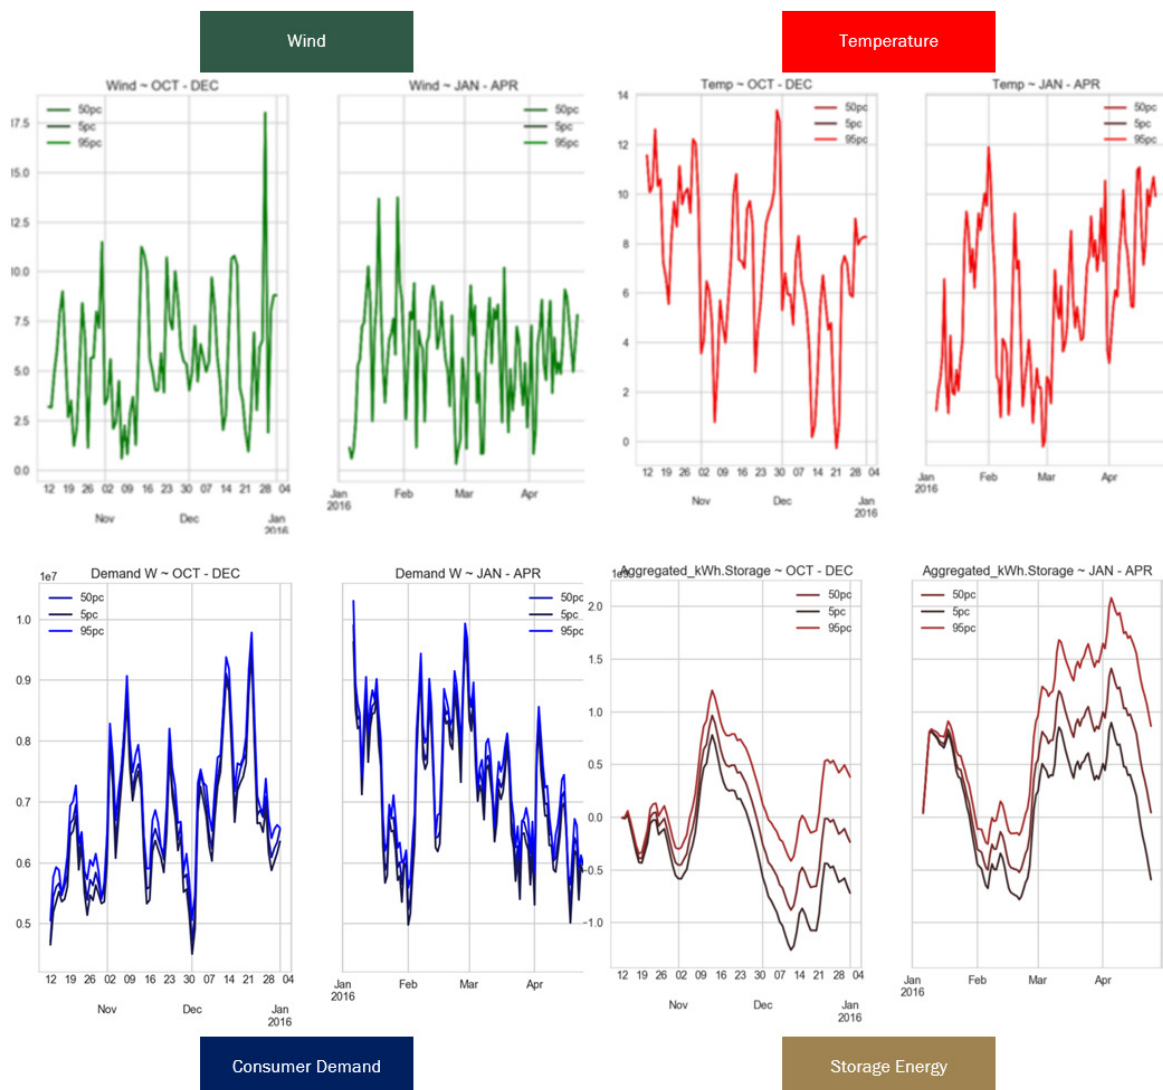 Wind
Temperature
Wind ~ OCT - DEC
50pc
5pc
95pc
17.5
15.0
12.5
10.0
7.5
5.0
2.5
0.0
12 19 26 02 09 16 23 30 07 14 21 28 04
Nov Dec Jan
2016
Wind ~ JAN - APR
50pc
5pc
95pc
Jan Feb Mar Apr
2016
Temp ~ OCT - DEC
50pc
5pc
95pc
14
12
10
8
6
4
2
0
12 19 26 02 09 16 23 30 07 14 21 28 04
Nov Dec Jan
2016
Temp ~ JAN - APR
50pc
5pc
95pc
Jan Feb Mar Apr
2016
1e7
Demand W ~ OCT - DEC
50pc
5pc
95pc
1.0
0.9
0.8
0.7
0.6
0.5
12 19 26 02 09 16 23 30 07 14 21 28 04
Nov Dec Jan
2016
Demand W ~ JAN - APR
50pc
5pc
95pc
Jan Feb Mar Apr
2016
Aggregated_kWh.Storage ~ OCT - DEC
50pc
5pc
95pc
2.0
1.5
1.0
0.5
0.0
-0.5
-1.0
12 19 26 02 09 16 23 30 07 14 21 28 04
Nov Dec Jan
2016
Aggregated_kWh.Storage ~ JAN - APR
50pc
5pc
95pc
Jan Feb Mar Apr
2016
Consumer Demand
Storage Energy